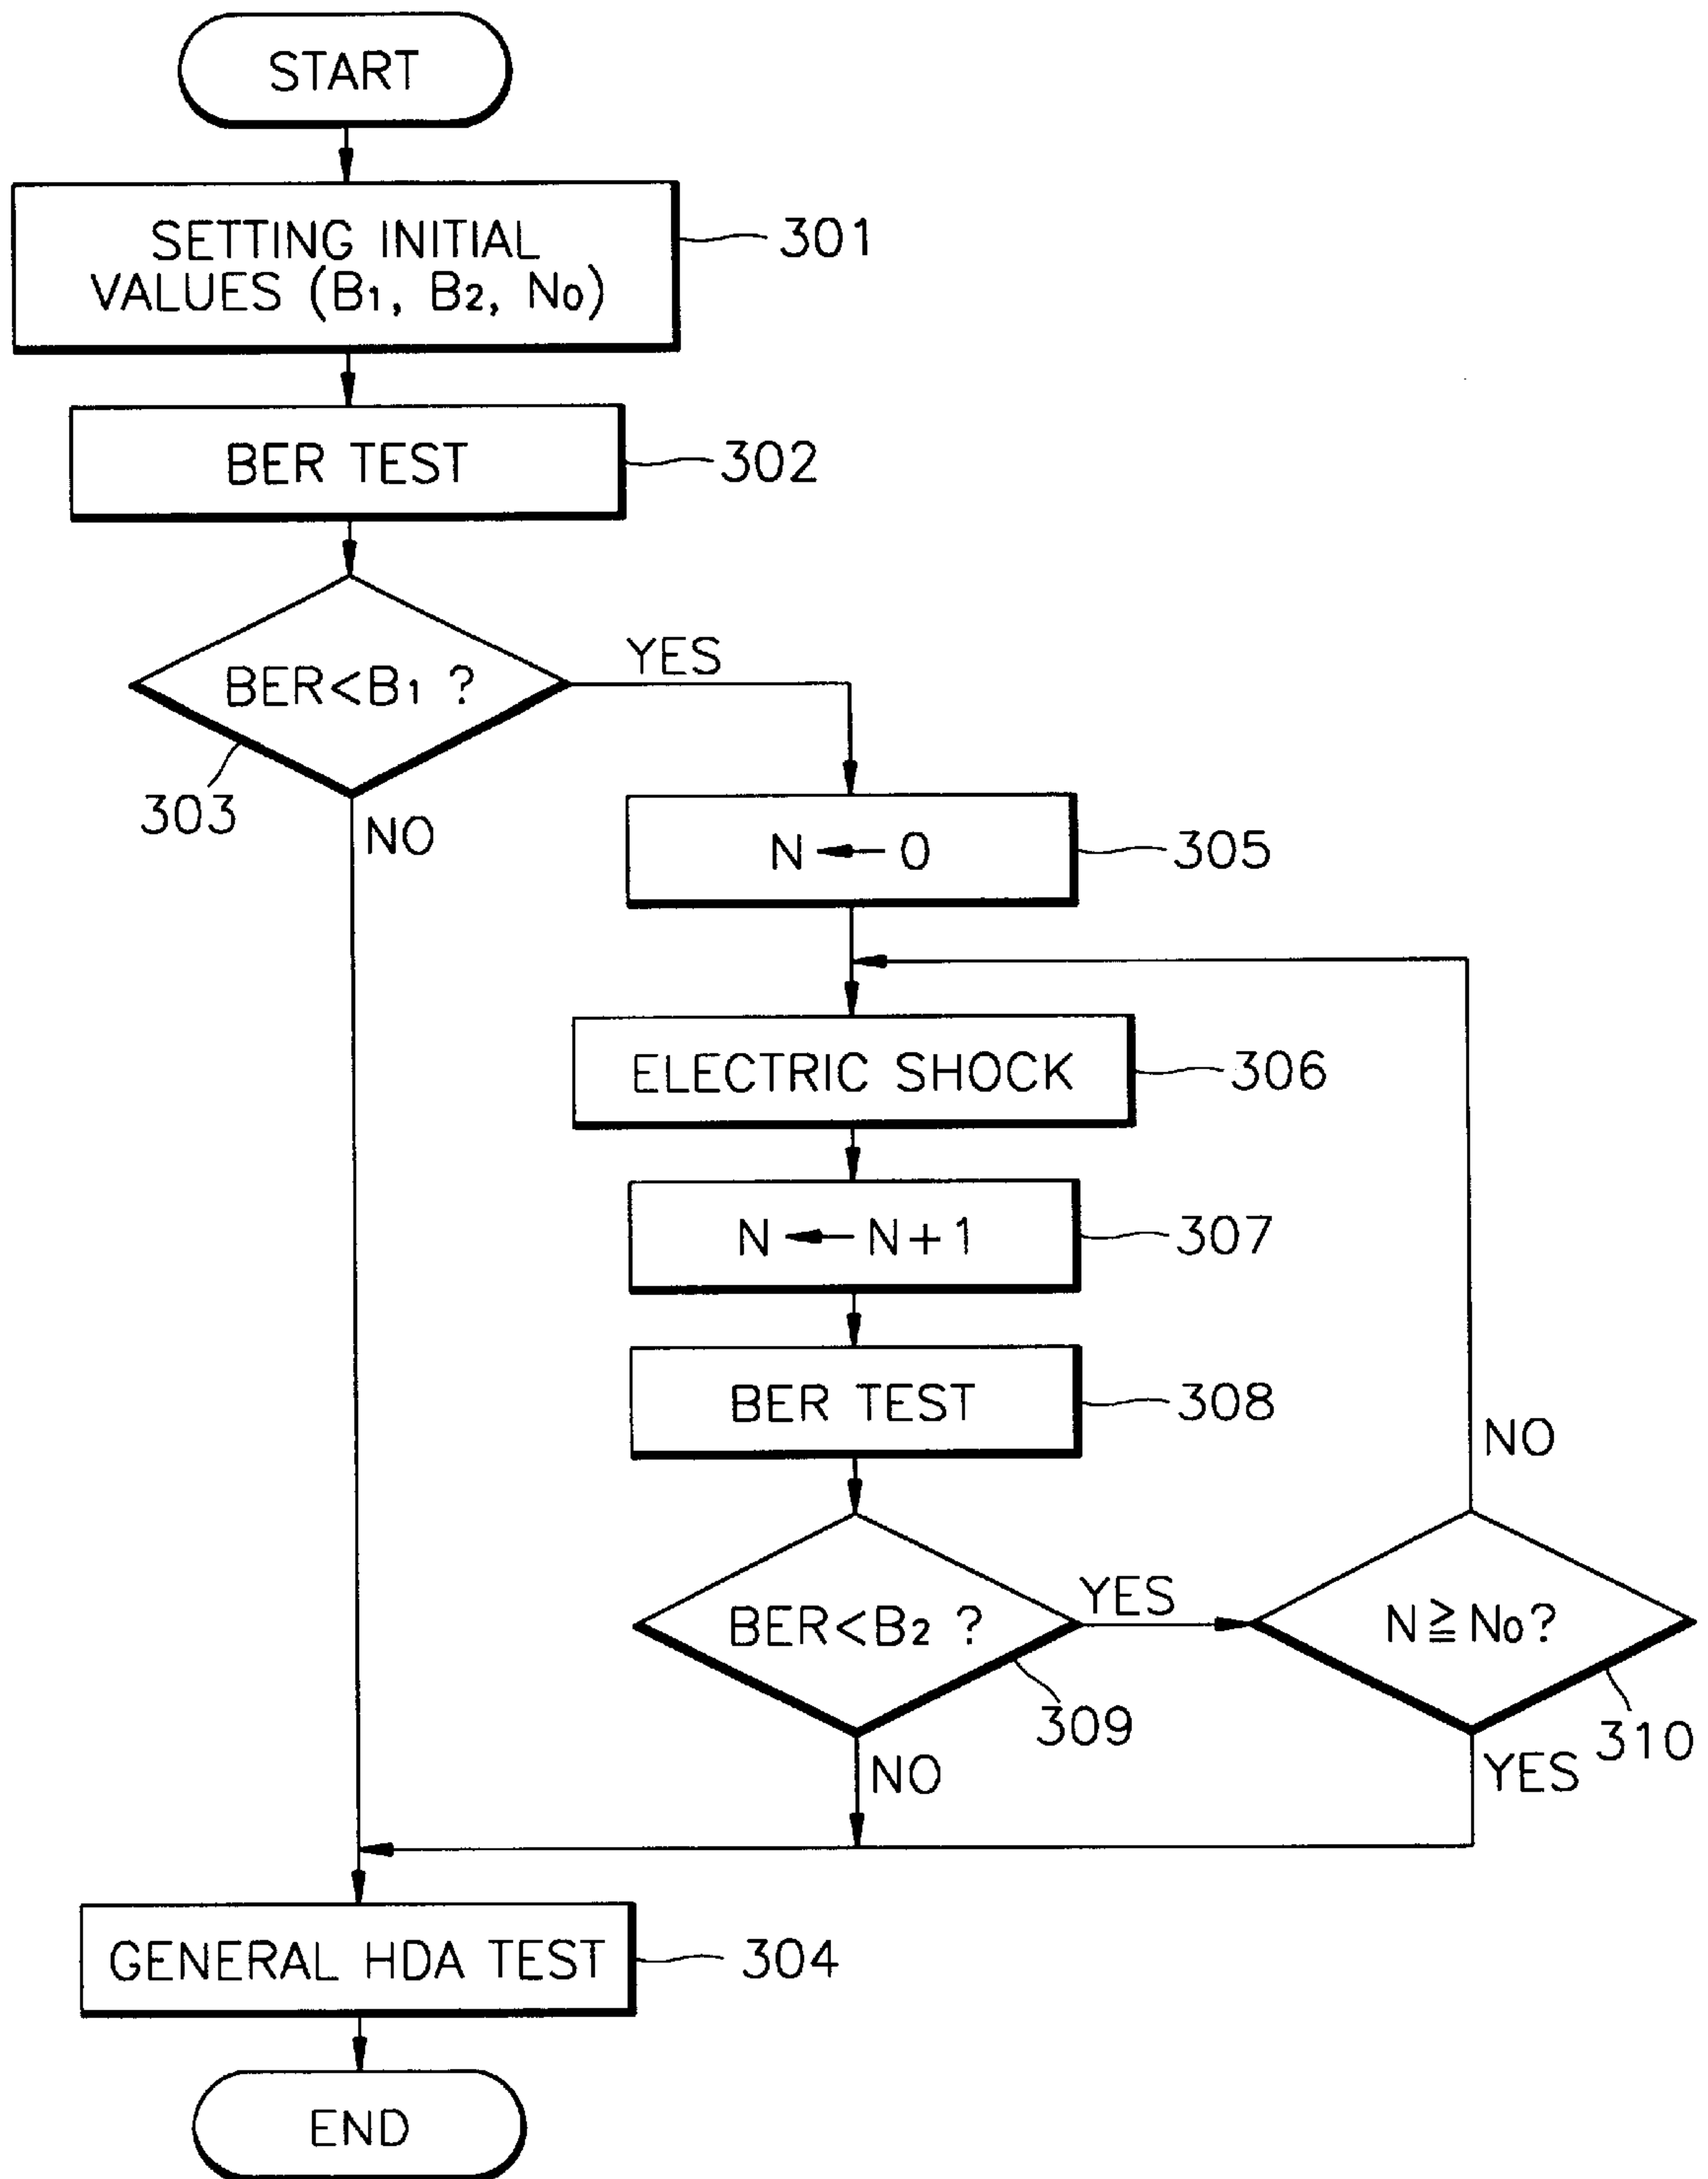 START
SETTING INITIAL
VALUES (B1, B2, N0)
301
BER TEST
302
BER<B1 ?
YES
303
NO
N ← 0
305
ELECTRIC SHOCK
306
N ← N+1
307
BER TEST
308
NO
BER<B2 ?
YES
N ≧ N0?
309
310
NO
YES
GENERAL HDA TEST
304
END